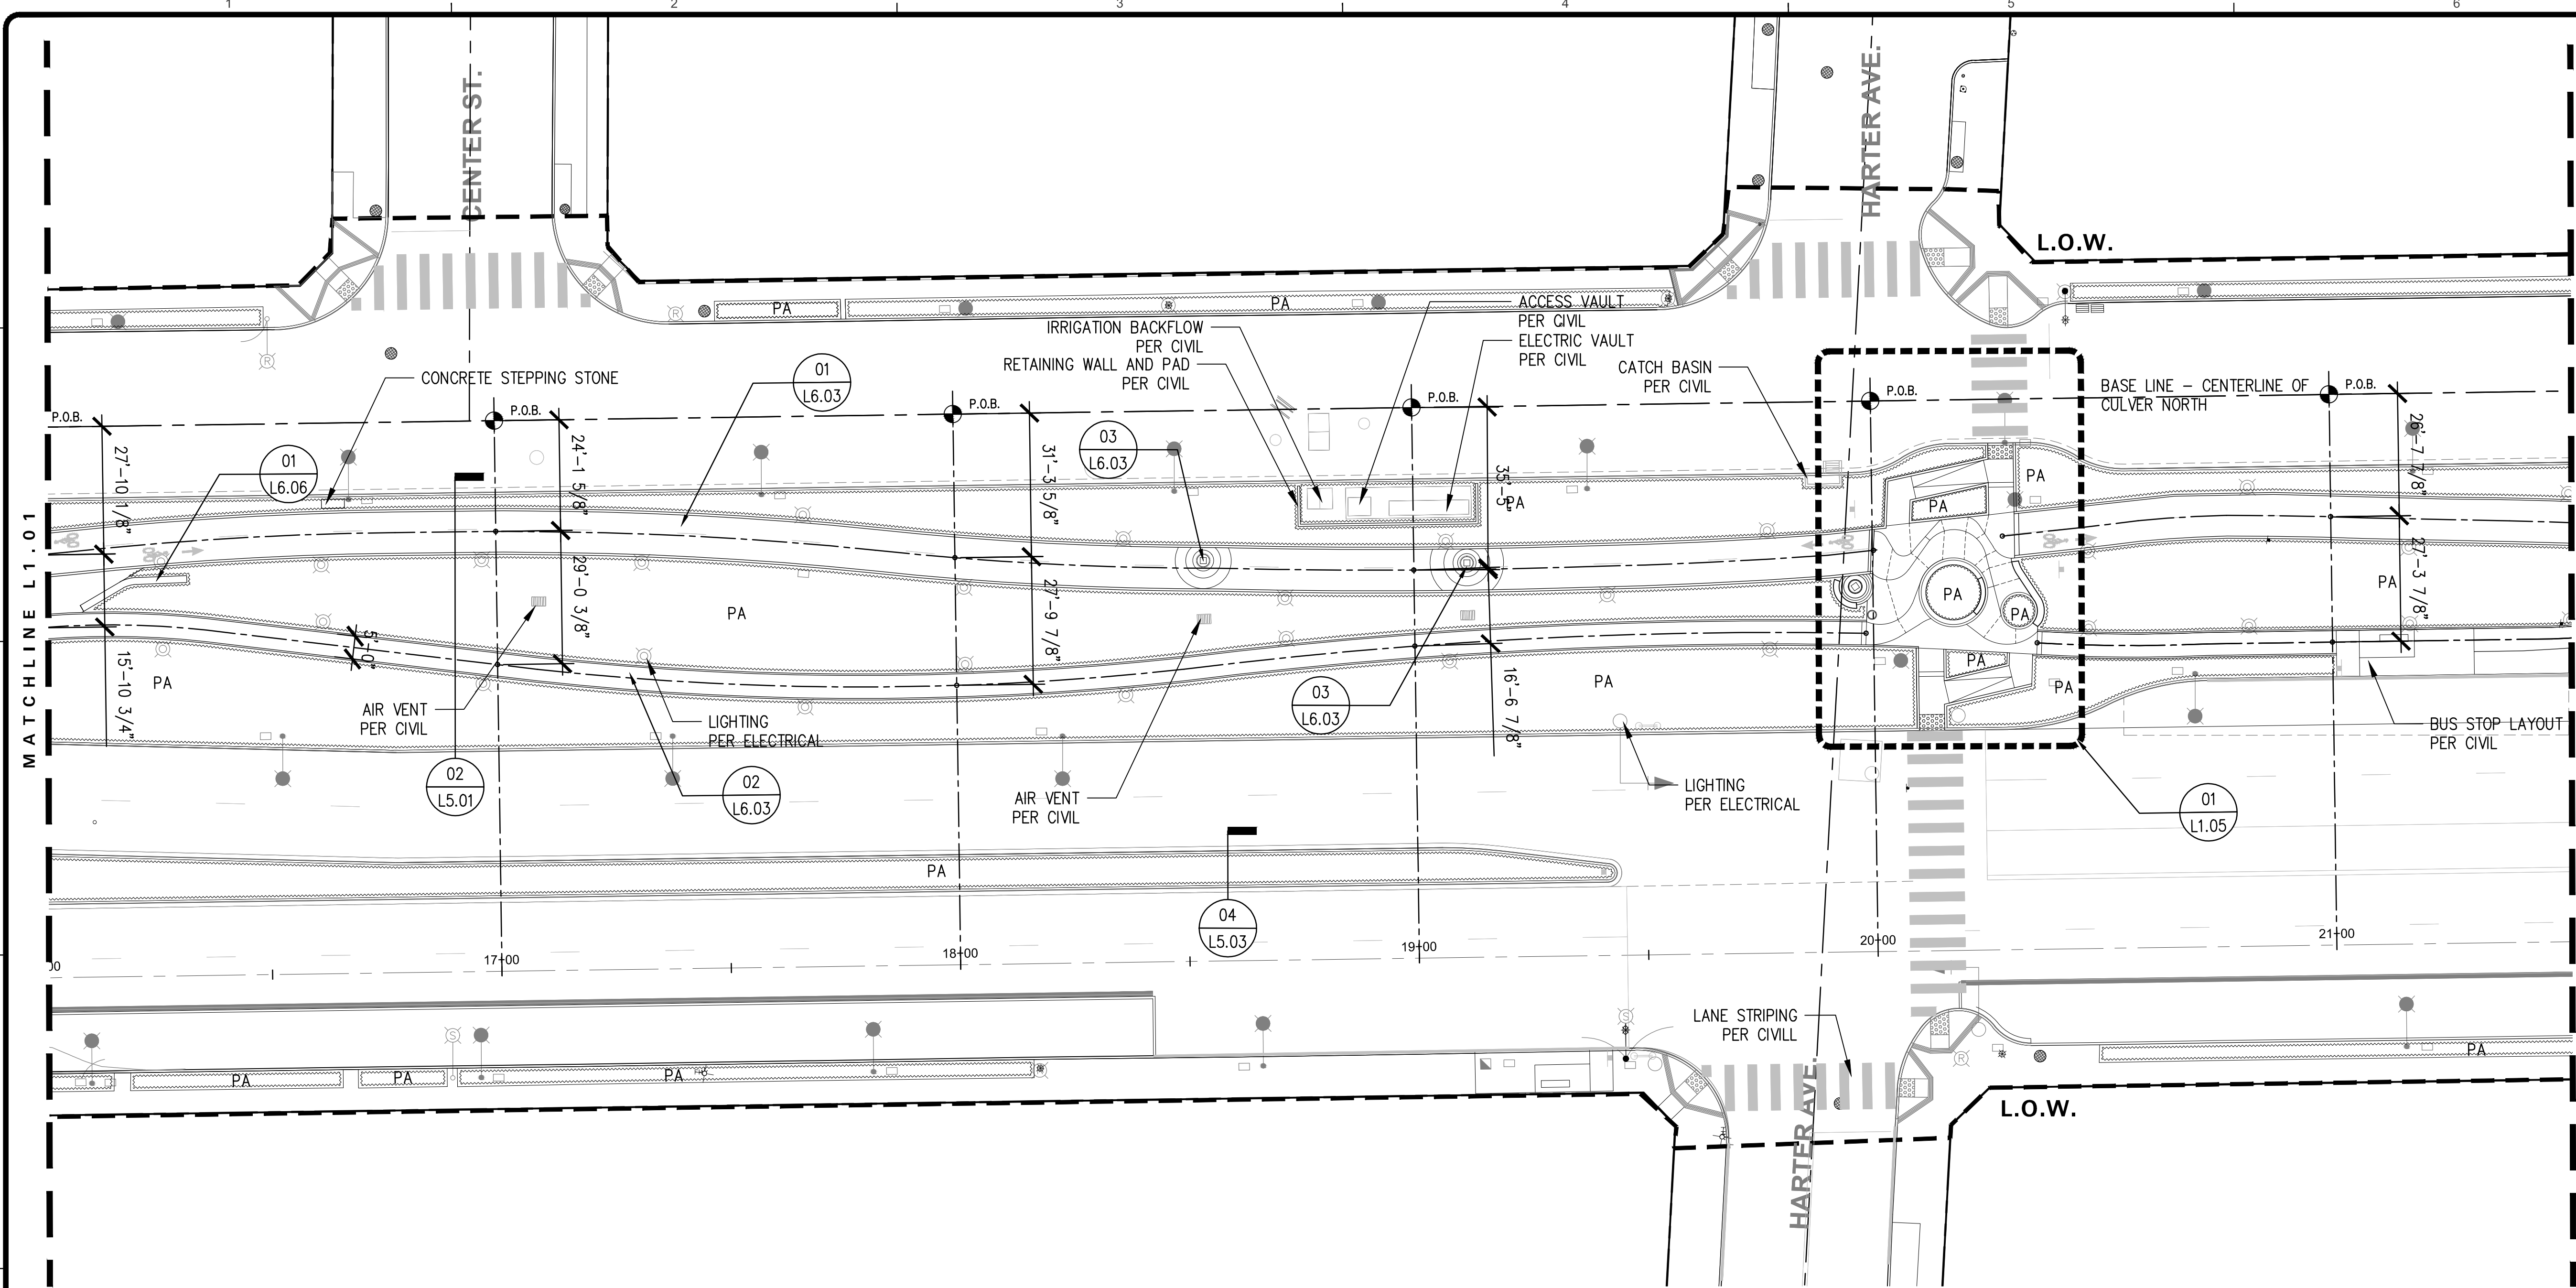 1
2
3
4
5
6
CENTER ST.
HARTER AVE.
L.O.W.
PA
PA
IRRIGATION BACKFLOW
PER CIVIL
RETAINING WALL AND PAD
PER CIVIL
ACCESS VAULT
PER CIVIL
ELECTRIC VAULT
PER CIVIL
CATCH BASIN
PER CIVIL
CONCRETE STEPPING STONE
01
L6.03
BASE LINE – CENTERLINE OF
CULVER NORTH
P.O.B.
P.O.B.
P.O.B.
P.O.B.
P.O.B.
P.O.B.
R
R
01
L6.06
03
L6.03
27'-10 1/8"
24'-1 5/8"
31'-3 5/8"
35'-5"
26'-7 7/8"
PA
PA
PA
MATCHLINE L1.01
29'-0 3/8"
27'-9 7/8"
27'-3 7/8"
PA
PA
PA
PA
5'-0"
15'-10 3/4"
16'-6 7/8"
PA
PA
PA
PA
AIR VENT
PER CIVIL
LIGHTING
PER ELECTRICAL
03
L6.03
BUS STOP LAYOUT
PER CIVIL
02
L5.01
02
L6.03
AIR VENT
PER CIVIL
LIGHTING
PER ELECTRICAL
01
L1.05
PA
04
L5.03
00
17+00
18+00
19+00
20+00
21+00
LANE STRIPING
PER CIVILL
S
S
R
PA
PA
PA
PA
L.O.W.
HARTER AVE.